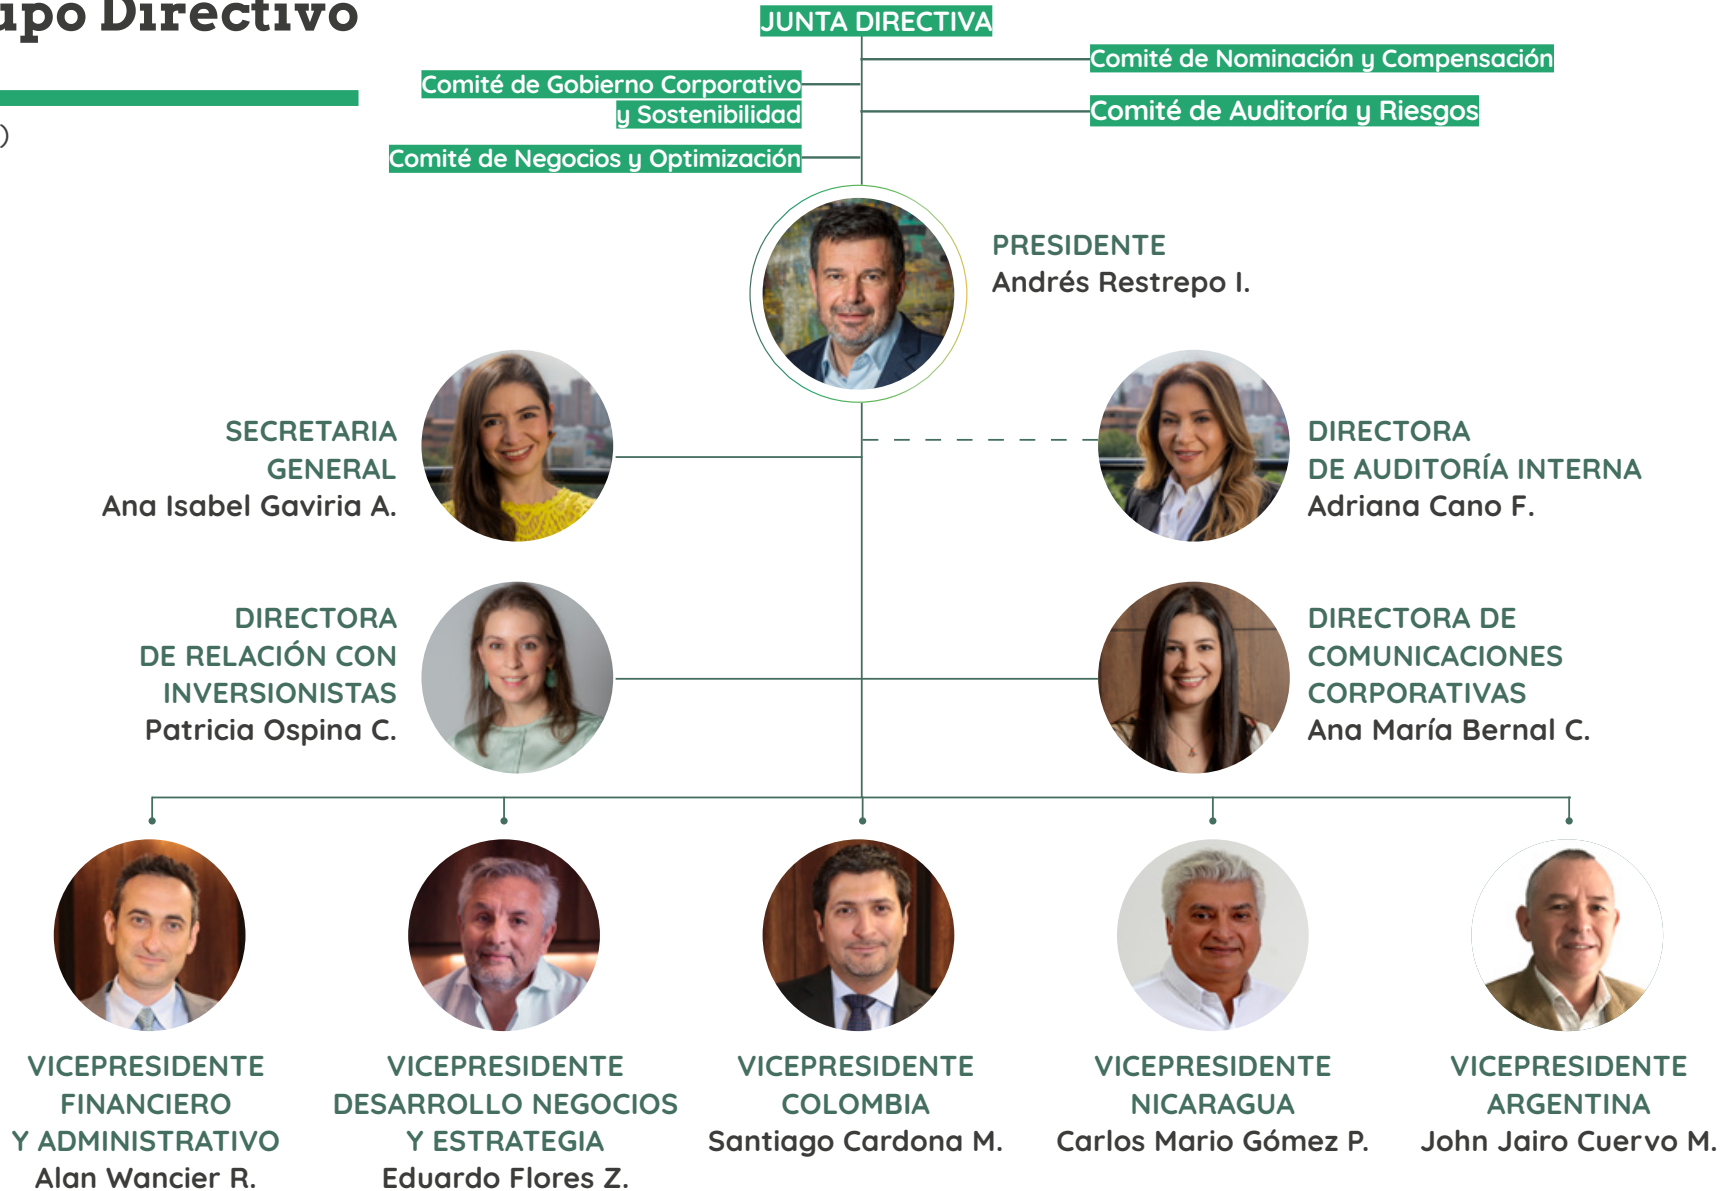 Directivo
)
JUNTA DIRECTIVA
Comité de Nominación y Compensación
Comité de Gobierno Corporativo
y Sostenibilidad
Comité de Auditoría y Riesgos
Comité de Negocios y Optimización
PRESIDENTE
Andrés Restrepo I.
SECRETARIA
GENERAL
Ana Isabel Gaviria A.
DIRECTORA
DE AUDITORÍA INTERNA
Adriana Cano F.
DIRECTORA
DE RELACIÓN CON
INVERSIONISTAS
Patricia Ospina C.
DIRECTORA DE
COMUNICACIONES
CORPORATIVAS
Ana María Bernal C.
VICEPRESIDENTE
FINANCIERO
Y ADMINISTRATIVO
Alan Wancier R.
VICEPRESIDENTE
DESARROLLO NEGOCIOS
Y ESTRATEGIA
Eduardo Flores Z.
VICEPRESIDENTE
COLOMBIA
Santiago Cardona M.
VICEPRESIDENTE
NICARAGUA
Carlos Mario Gómez P.
VICEPRESIDENTE
ARGENTINA
John Jairo Cuervo M.